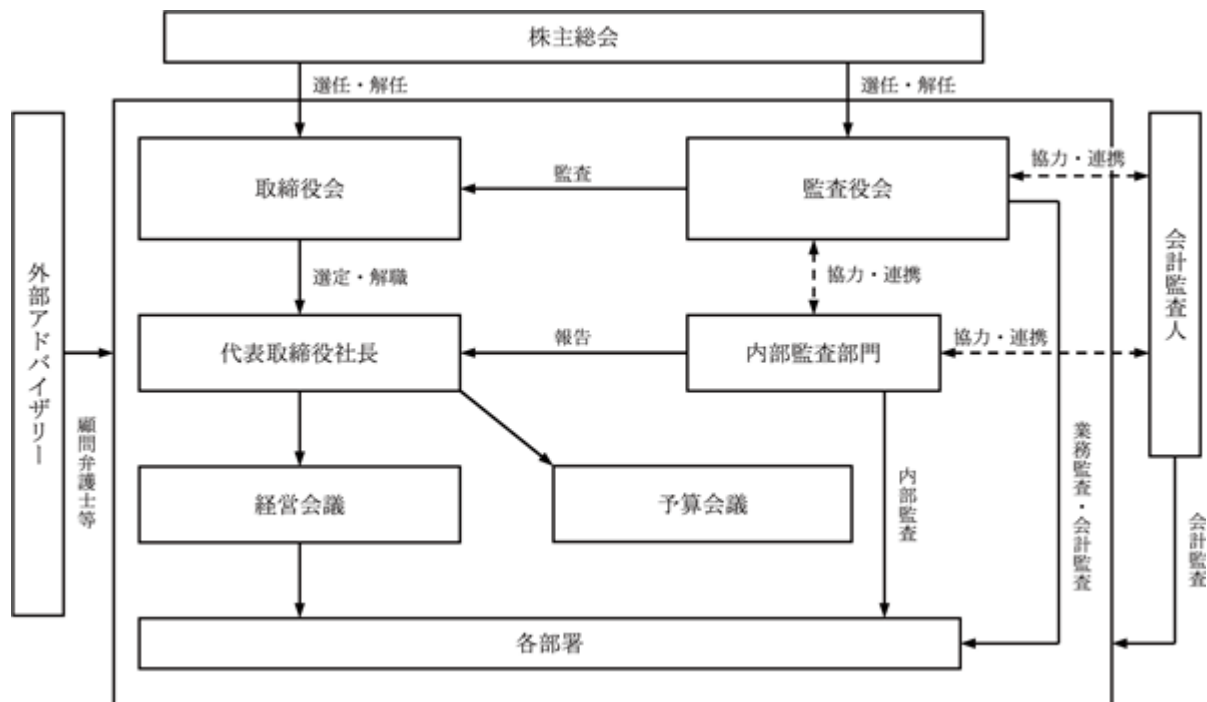 株主総会
選任・解任
選任・解任
取締役会
監査
監査役会
協力・連携
選定・解職
協力・連携
代表取締役社長
報告
内部監査部門
協力・連携
経営会議
予算会議
内部監査
業務監査・会計監査
各部署
外部アドバイザリー
顧問弁護士等
会計監査人
会計監査